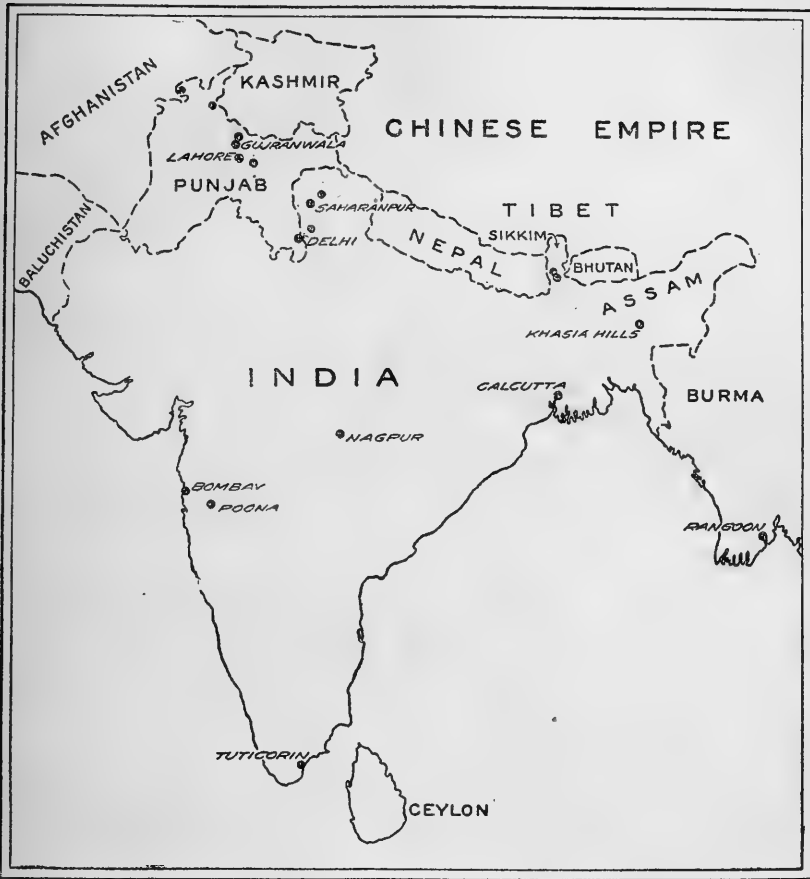 AFGHANISTAN
KASHMIR
CHINESE EMPIRE
GUJRANWALA
LAHORE
PUNJAB
BALUCHISTAN
SAHARANPUR
DELHI
TIBET
SIKKIM
NEPAL
BHUTAN
ASSAM
KHASIA HILLS
INDIA
CALCUTTA
BURMA
NAGPUR
BOMBAY
POONA
RANGOON
TUTICORIN
CEYLON